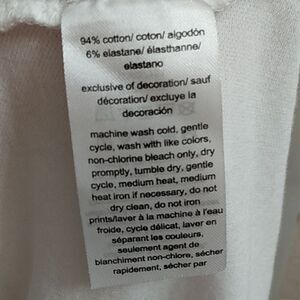 94% cotton/ coton/ algodón
6% elastane/ élasthanne/
elastano
exclusive of decoration/ sauf
décoration/ excluye la
decoración
machine wash cold, gentle
cycle, wash with like colors,
non-chlorine bleach only, dry
promptly, tumble dry, gentle
cycle, medium heat, medium
heat iron if necessary, do not
dry clean, do not iron
prints/laver à la machine à l'eau
froide, cycle délicat, laver en
séparant les couleurs,
seulement agent de
blanchiment non-chlore, sécher
rapidement, sécher par